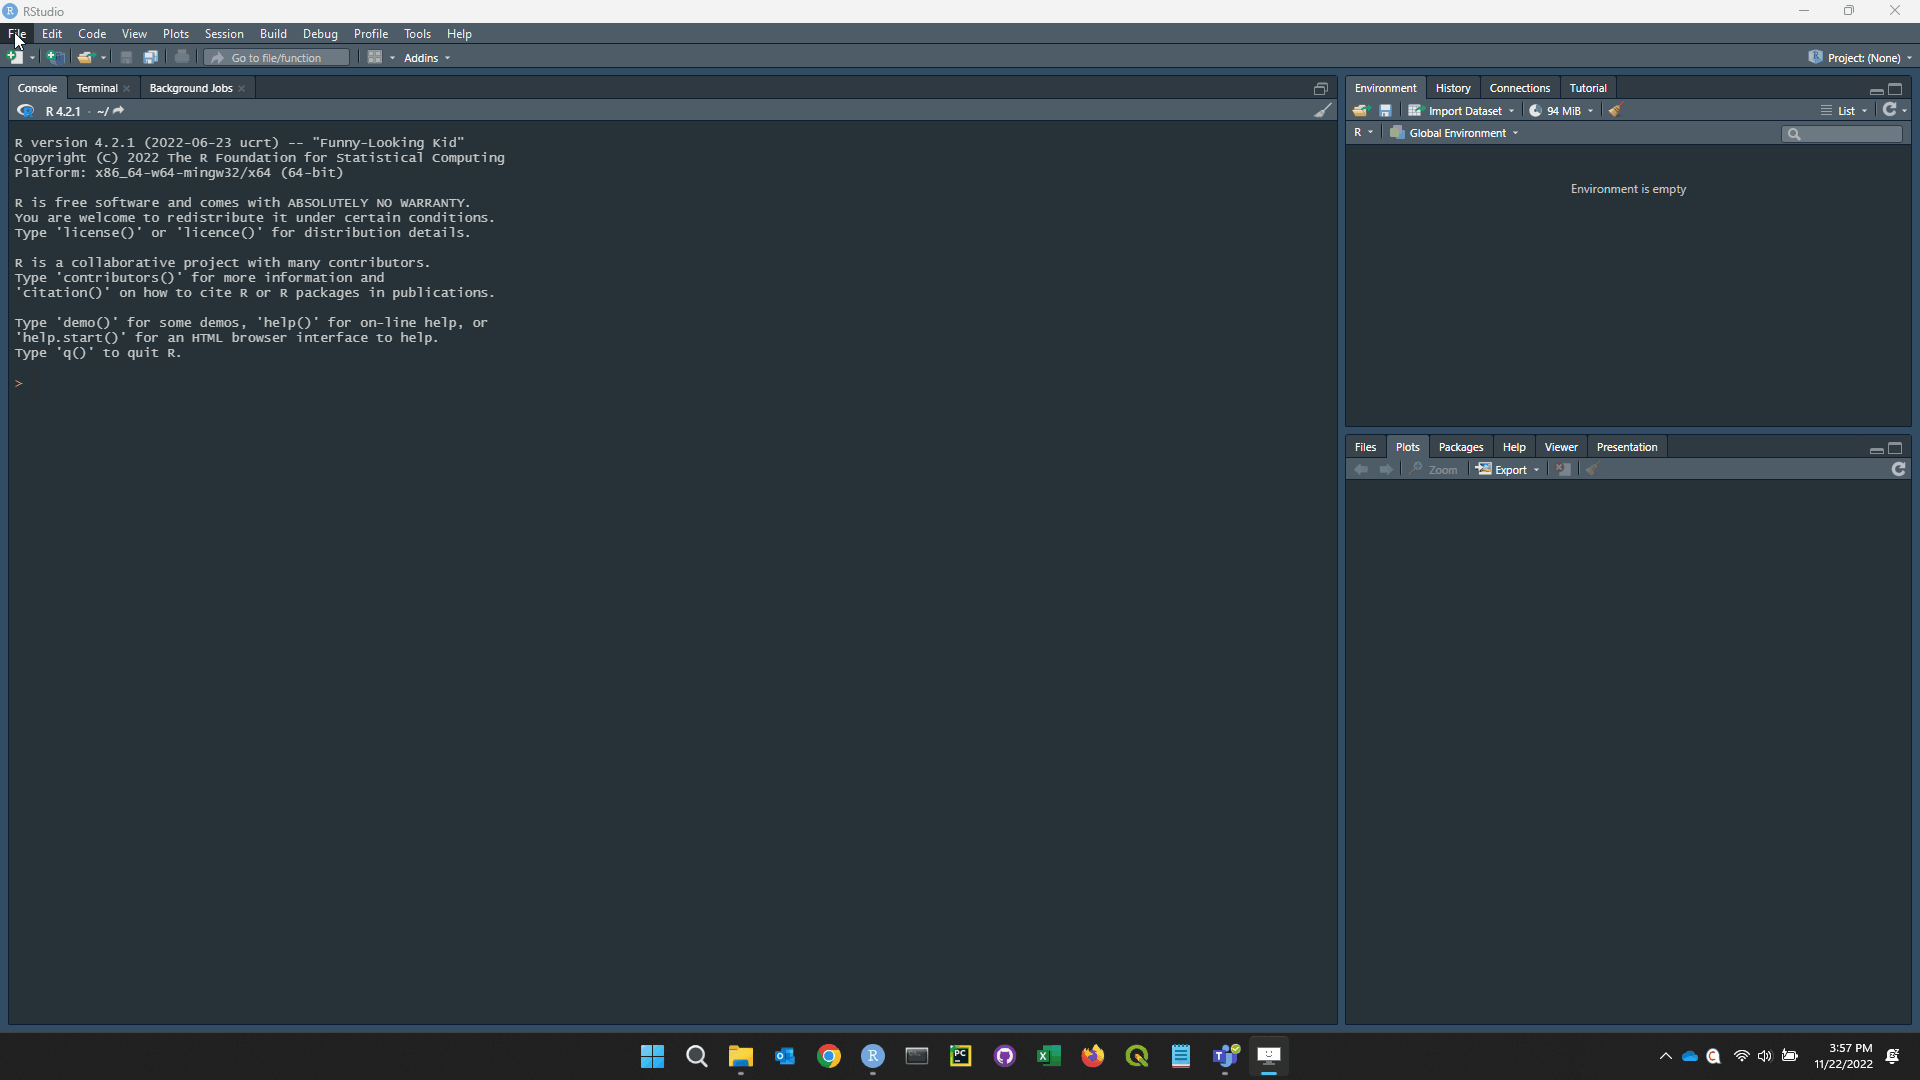 RStudio
File Edit Code View Plots Session Build Debug Profile Tools Help
Go to file/function Addins Project: (None)
Console Terminal Background Jobs
R 4.2.1 · ~/
R version 4.2.1 (2022-06-23 ucrt) -- "Funny-Looking Kid"
Copyright (C) 2022 The R Foundation for Statistical Computing
Platform: x86_64-w64-mingw32/x64 (64-bit)
R is free software and comes with ABSOLUTELY NO WARRANTY.
You are welcome to redistribute it under certain conditions.
Type 'license()' or 'licence()' for distribution details.
R is a collaborative project with many contributors.
Type 'contributors()' for more information and
'citation()' on how to cite R or R packages in publications.
Type 'demo()' for some demos, 'help()' for on-line help, or
'help.start()' for an HTML browser interface to help.
Type 'q()' to quit R.
>
Environment History Connections Tutorial
Import Dataset 94 MiB List
R Global Environment
Environment is empty
Files Plots Packages Help Viewer Presentation
Zoom Export
3:57 PM
11/22/2022